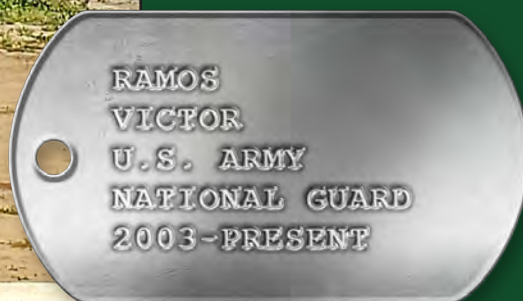 RAMOS
VICTOR
U.S. ARMY
NATIONAL GUARD
2003-PRESENT